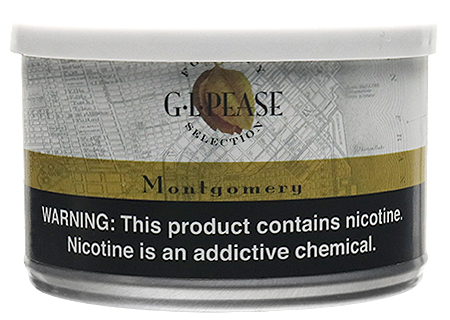 G·L·PEASE
SELECTION
Montgomery
WARNING: This product contains nicotine.
Nicotine is an addictive chemical.